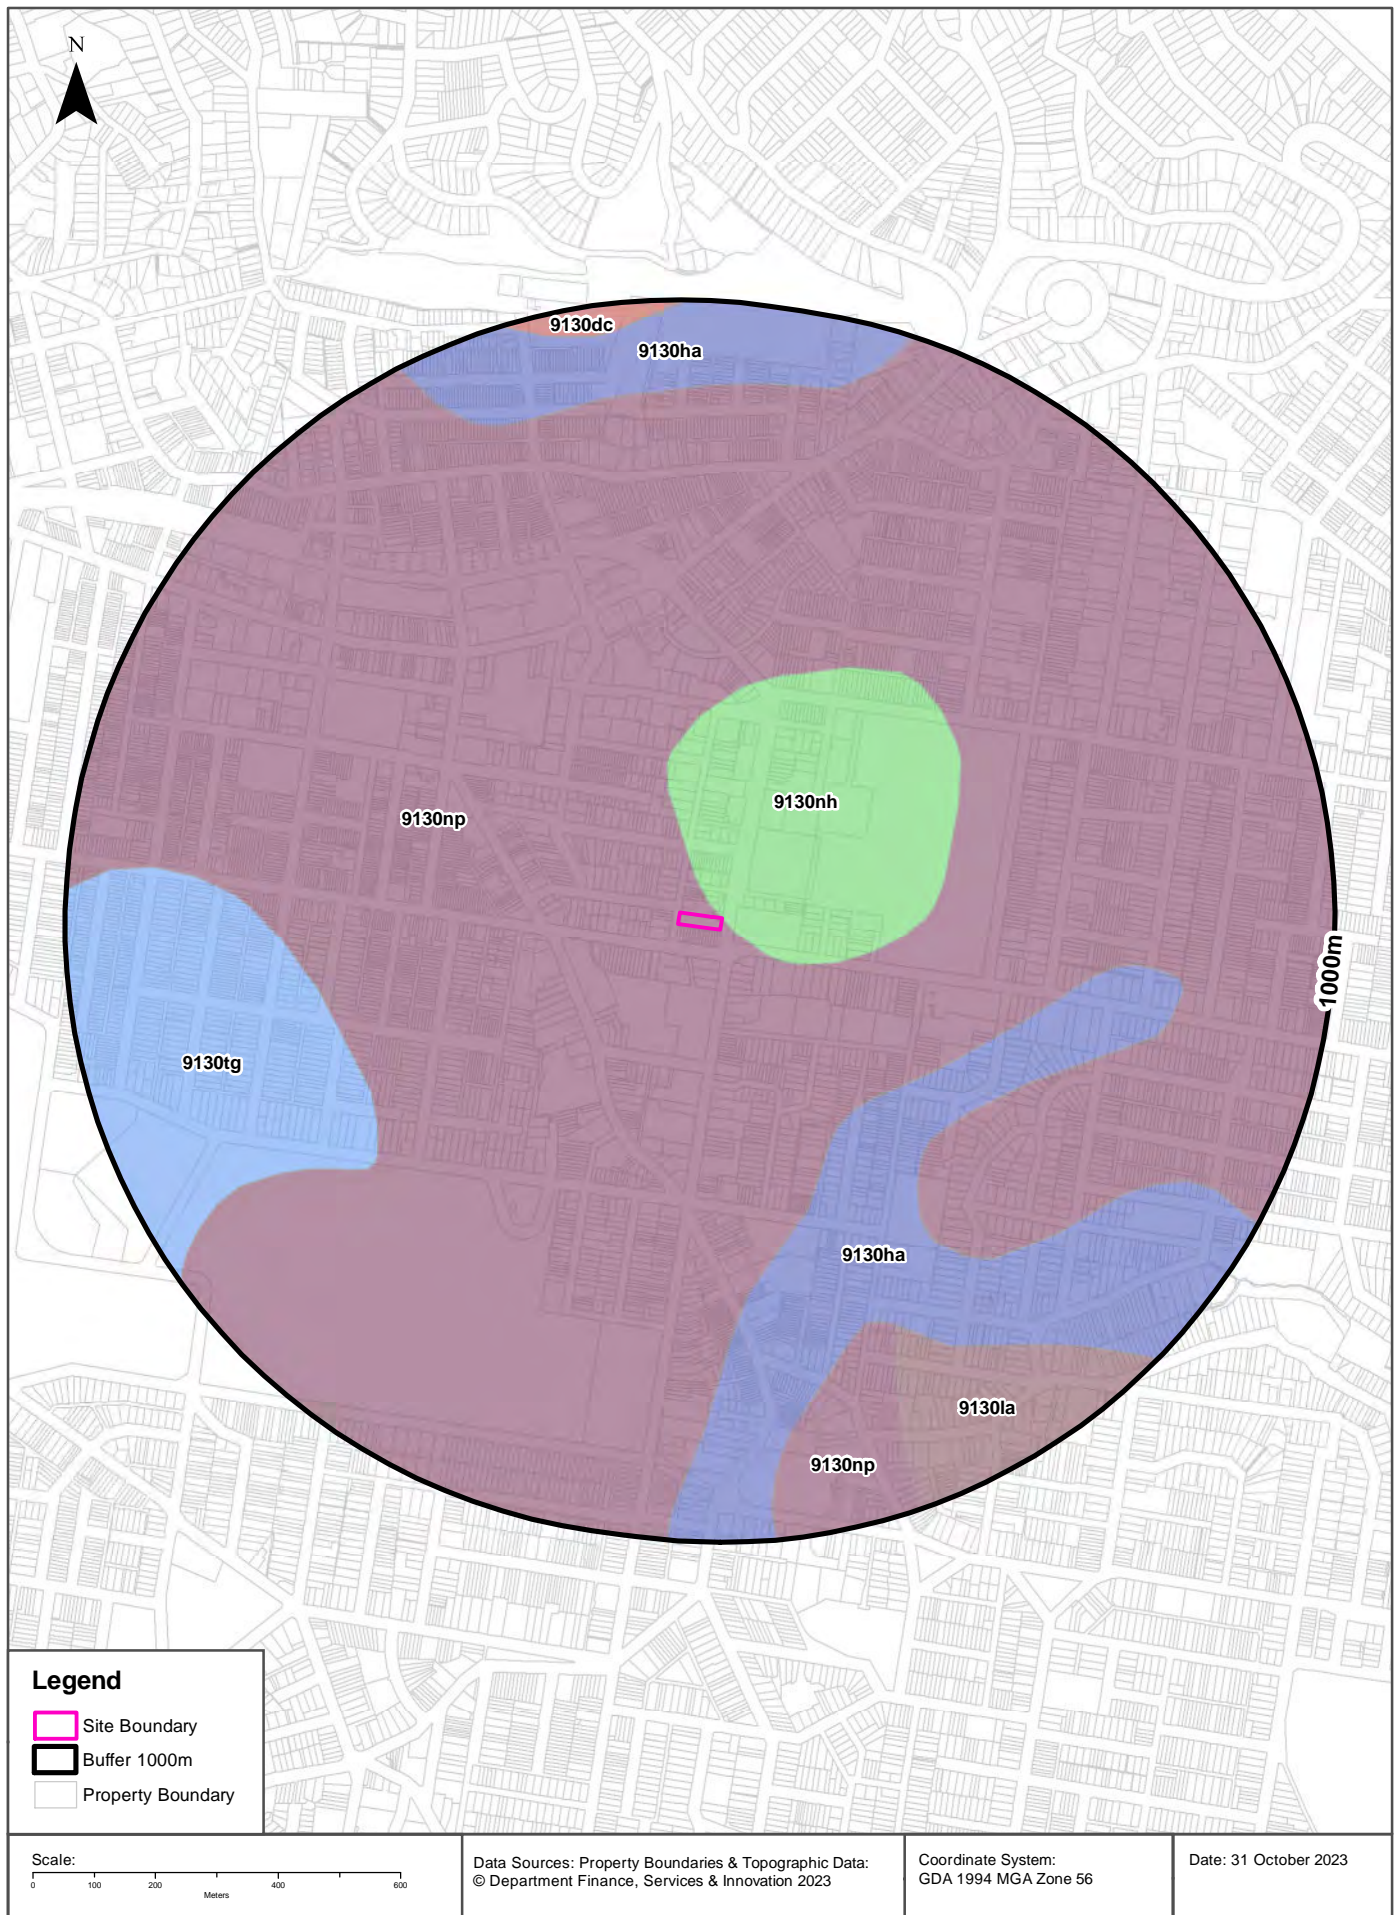 N
9130dc
9130ha
9130nh
9130np
1000m
9130tg
9130ha
9130la
9130np
Legend
Site Boundary
Buffer 1000m
Property Boundary
Scale:
0 100 200 400 600
Meters
Data Sources: Property Boundaries & Topographic Data:
© Department Finance, Services & Innovation 2023
Coordinate System:
GDA 1994 MGA Zone 56
Date: 31 October 2023